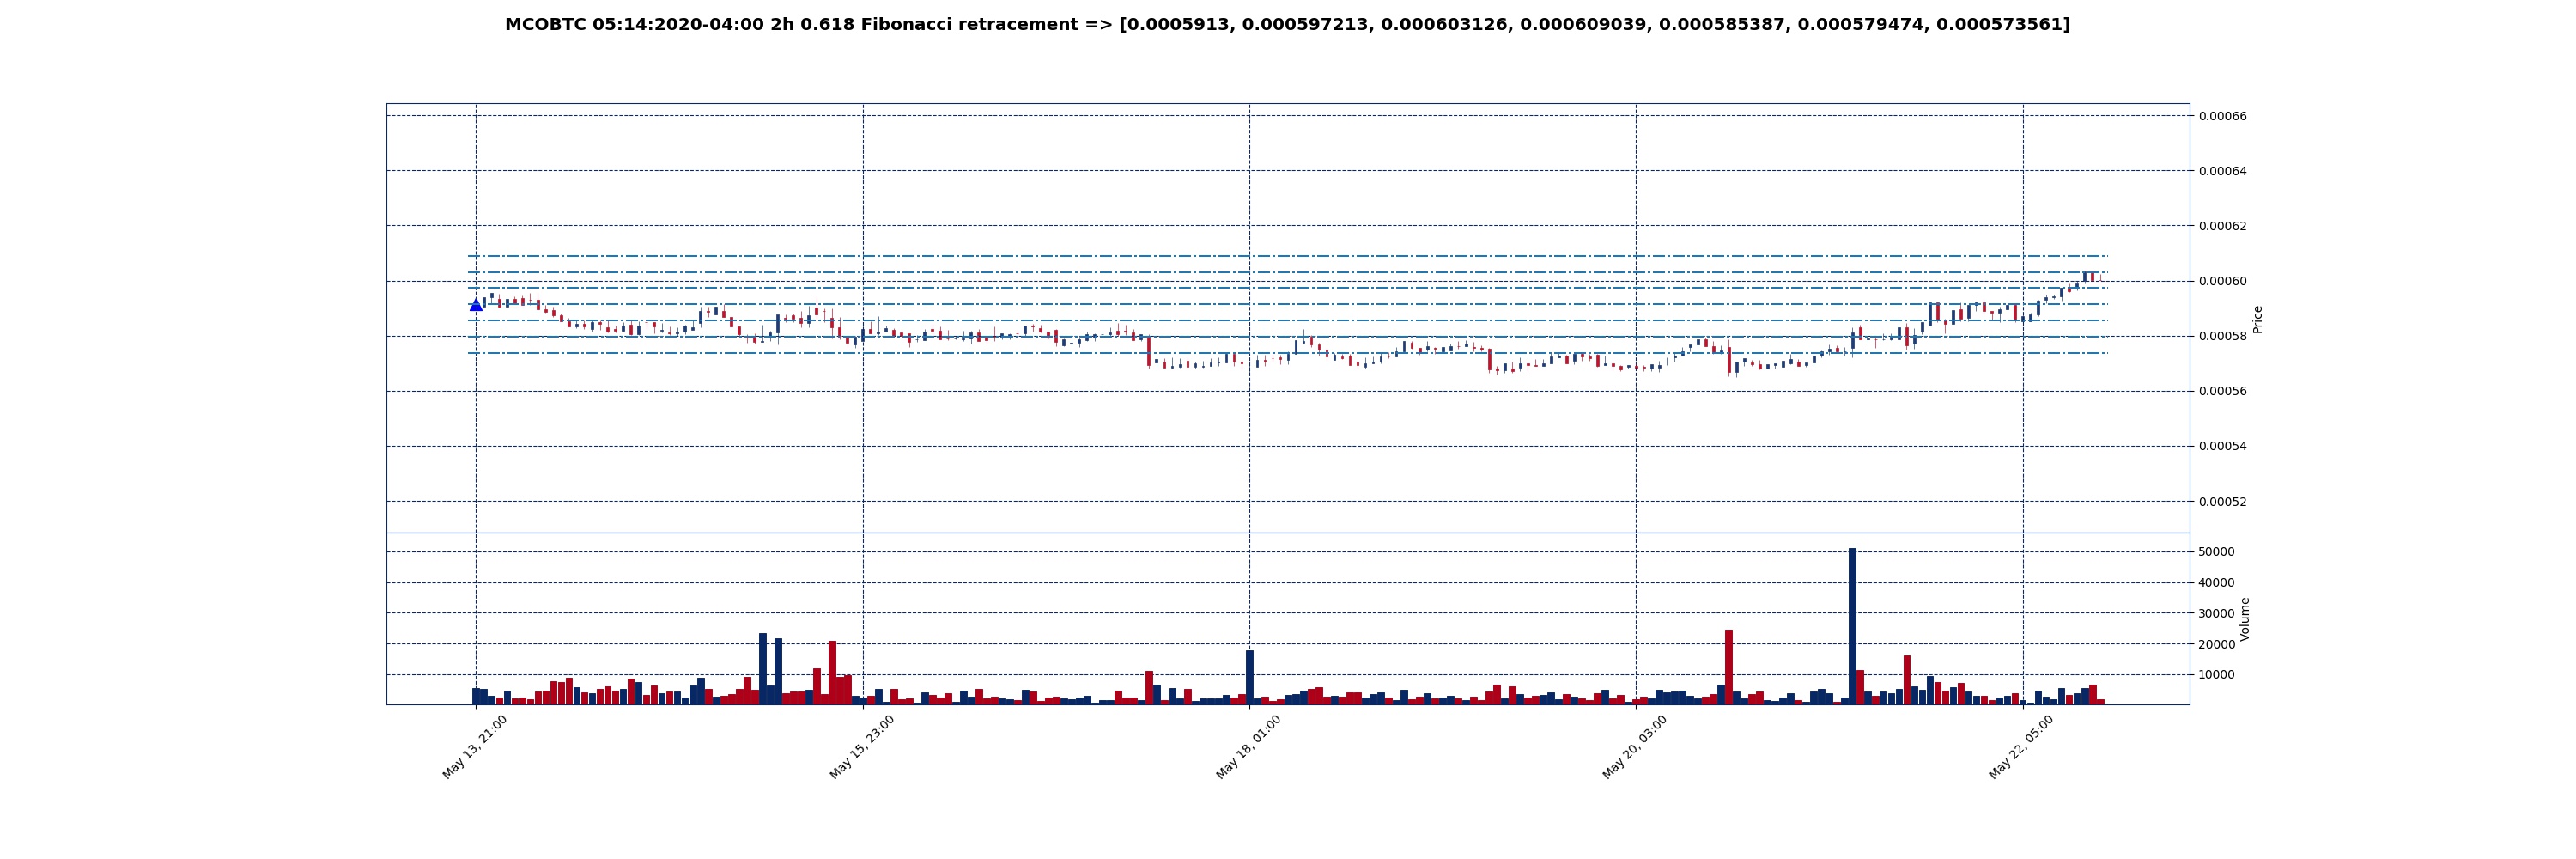 MCOBTC 05:14:2020-04:00 2h 0.618 Fibonacci retracement => [0.0005913, 0.000597213, 0.000603126, 0.000609039, 0.000585387, 0.000579474, 0.000573561]
0.00066
0.00064
0.00062
0.00060
0.00058
0.00056
0.00054
0.00052
Price
50000
40000
30000
20000
10000
Volume
May 13, 21:00
May 15, 23:00
May 18, 01:00
May 20, 03:00
May 22, 05:00